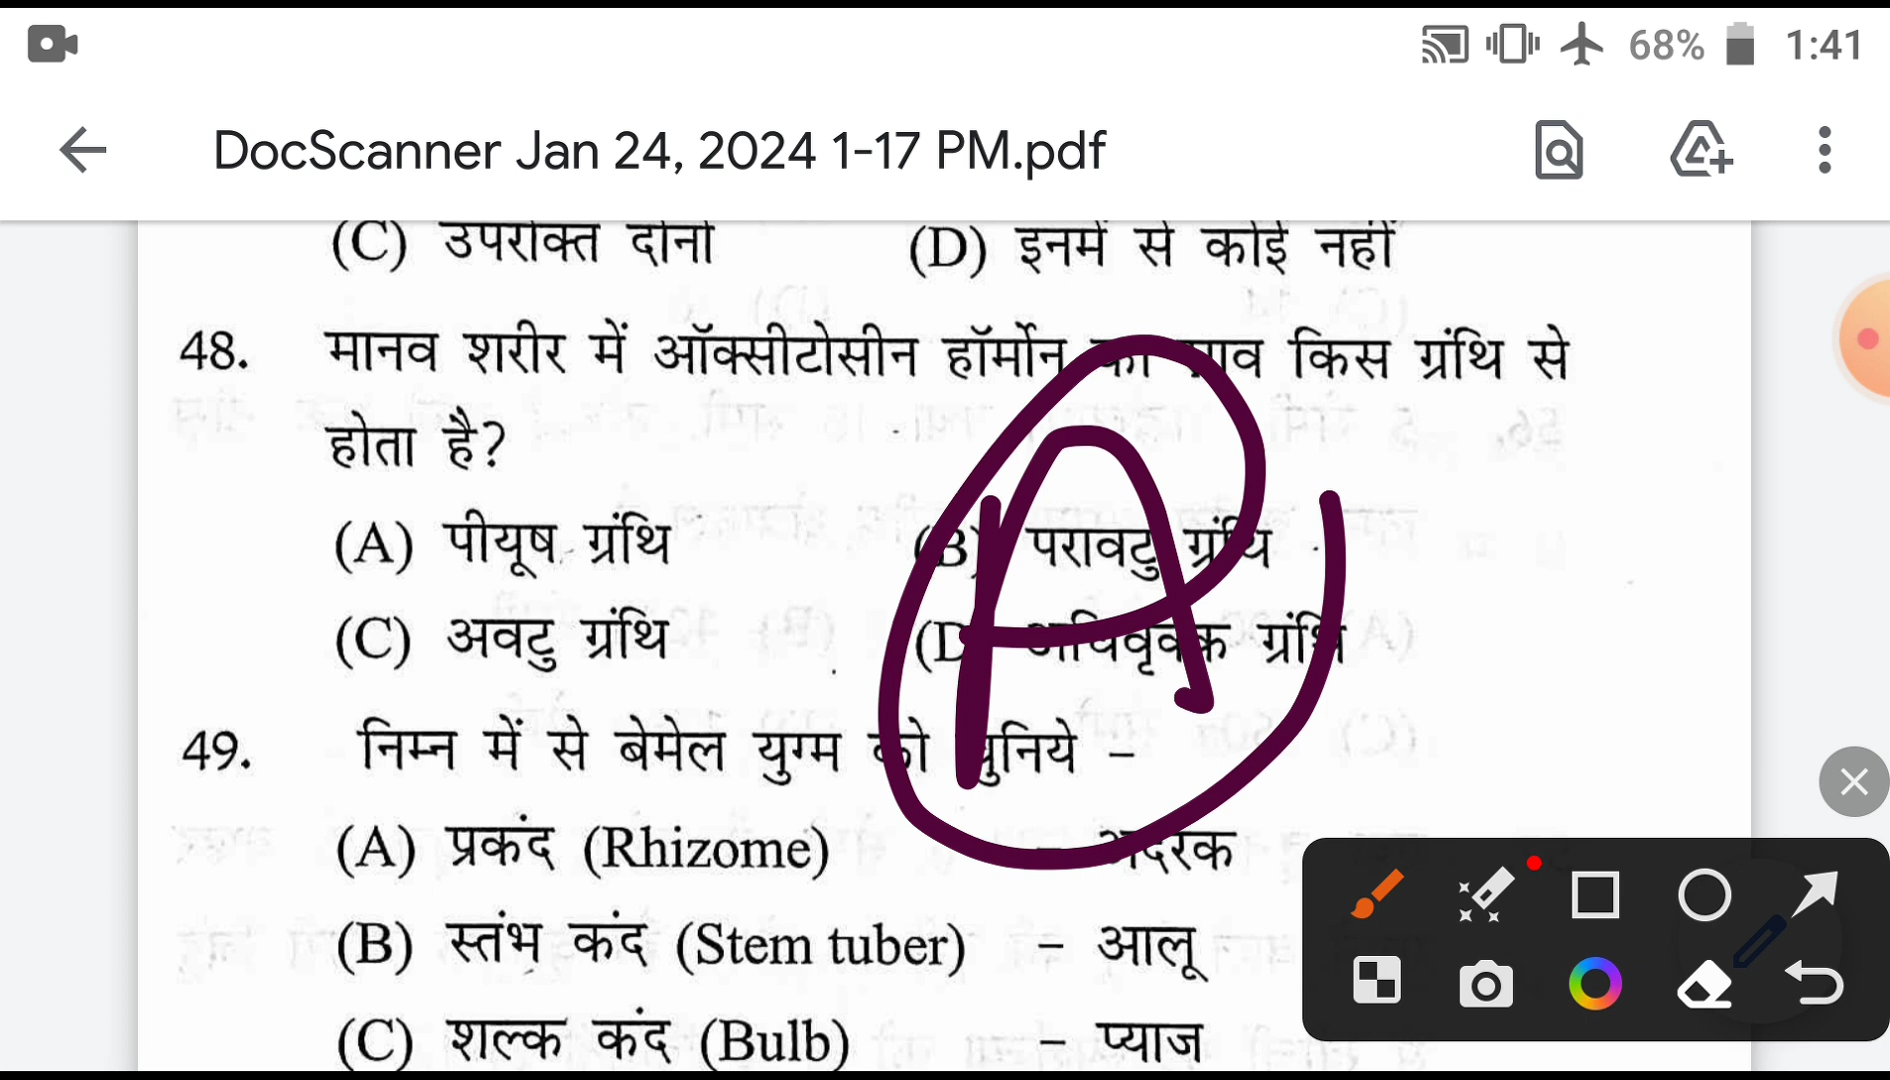 68% 1:41
DocScanner Jan 24, 2024 1-17 PM.pdf
(C) उपरोक्त दोनों (D) इनमें से कोई नहीं
48. मानव शरीर में ऑक्सीटोसीन हॉर्मोन का स्राव किस ग्रंथि से
होता है?
(A) पीयूष ग्रंथि (B) परावटु ग्रंथि
(C) अवटु ग्रंथि (D) अधिवृक्क ग्रंथि
A
49. निम्न में से बेमेल युग्म को चुनिये –
(A) प्रकंद (Rhizome) – अदरक
(B) स्तंभ कंद (Stem tuber) – आलू
(C) शल्क कंद (Bulb) – प्याज